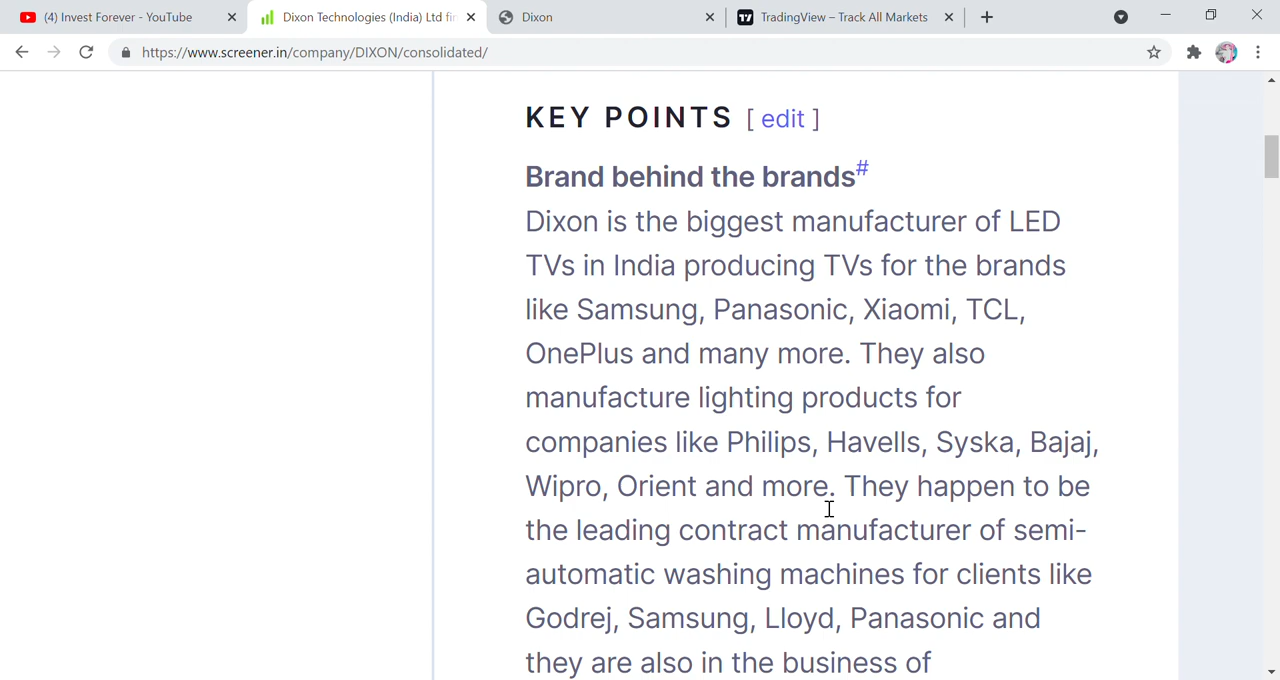 (4) Invest Forever - YouTube
Dixon Technologies (India) Ltd fin
Dixon
TradingView – Track All Markets
https://www.screener.in/company/DIXON/consolidated/
KEY POINTS [ edit ]
Brand behind the brands#
Dixon is the biggest manufacturer of LED
TVs in India producing TVs for the brands
like Samsung, Panasonic, Xiaomi, TCL,
OnePlus and many more. They also
manufacture lighting products for
companies like Philips, Havells, Syska, Bajaj,
Wipro, Orient and more. They happen to be
the leading contract manufacturer of semi-
automatic washing machines for clients like
Godrej, Samsung, Lloyd, Panasonic and
they are also in the business of